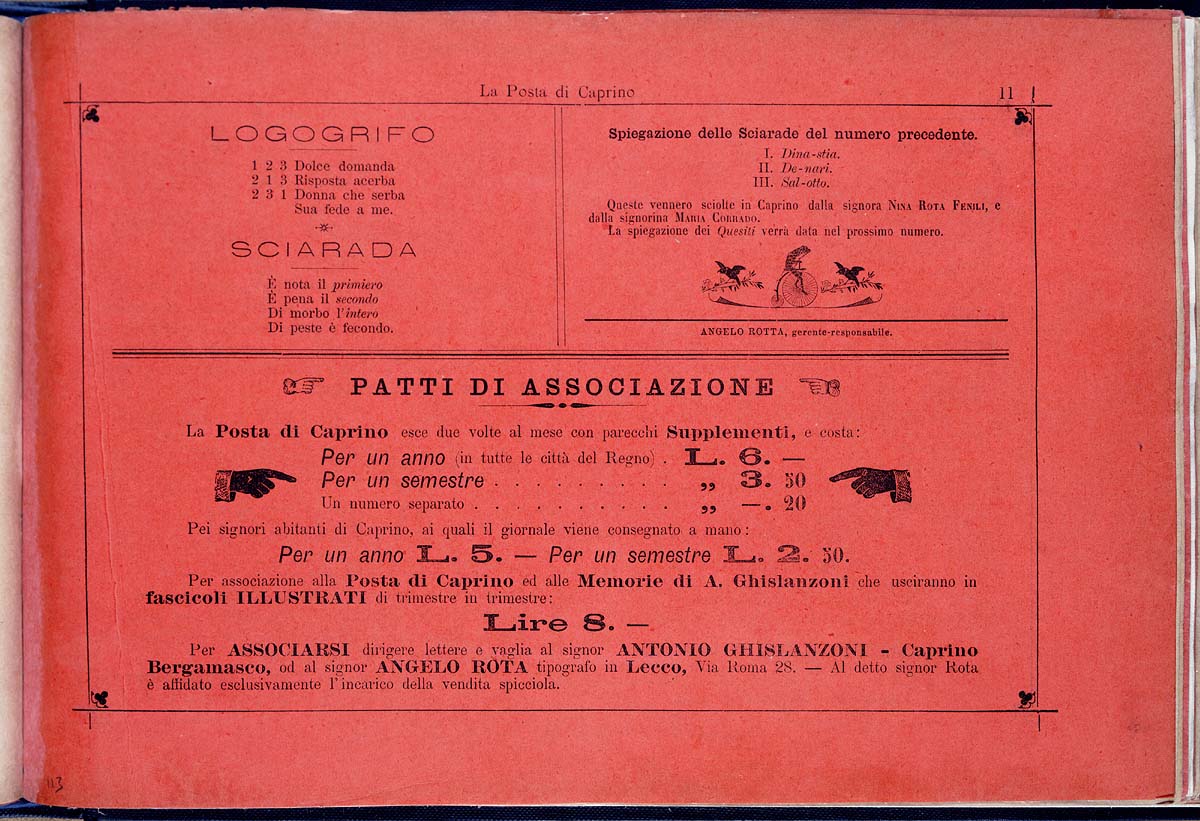 La Posta di Caprino 11
LOGOGRIFO
1 2 3 Dolce domanda
2 1 3 Risposta acerba
2 3 1 Donna che serba
Sua fede a me.
SCIARADA
È nota il primiero
È pena il secondo
Di morbo l'intero
Di peste è fecondo.
Spiegazione delle Sciarade del numero precedente.
I. Dina-stia.
II. De-nari.
III. Sal-otto.
Queste vennero sciolte in Caprino dalla signora NINA ROTA FENILI, e
dalla signorina MARIA CORRADO.
La spiegazione dei Quesiti verrà data nel prossimo numero.
ANGELO ROTTA, gerente-responsabile.
PATTI DI ASSOCIAZIONE
La Posta di Caprino esce due volte al mese con parecchi Supplementi, e costa:
Per un anno (in tutte le città del Regno) . L. 6. —
Per un semestre . . . . . . . . . „ 3. 50
Un numero separato . . . . . . . . . . „ —. 20
Pei signori abitanti di Caprino, ai quali il giornale viene consegnato a mano:
Per un anno L. 5. — Per un semestre L. 2. 50.
Per associazione alla Posta di Caprino ed alle Memorie di A. Ghislanzoni che usciranno in
fascicoli ILLUSTRATI di trimestre in trimestre:
Lire 8. —
Per ASSOCIARSI dirigere lettere e vaglia al signor ANTONIO GHISLANZONI - Caprino
Bergamasco, od al signor ANGELO ROTA tipografo in Lecco, Via Roma 28. — Al detto signor Rota
è affidato esclusivamente l'incarico della vendita spicciola.
113